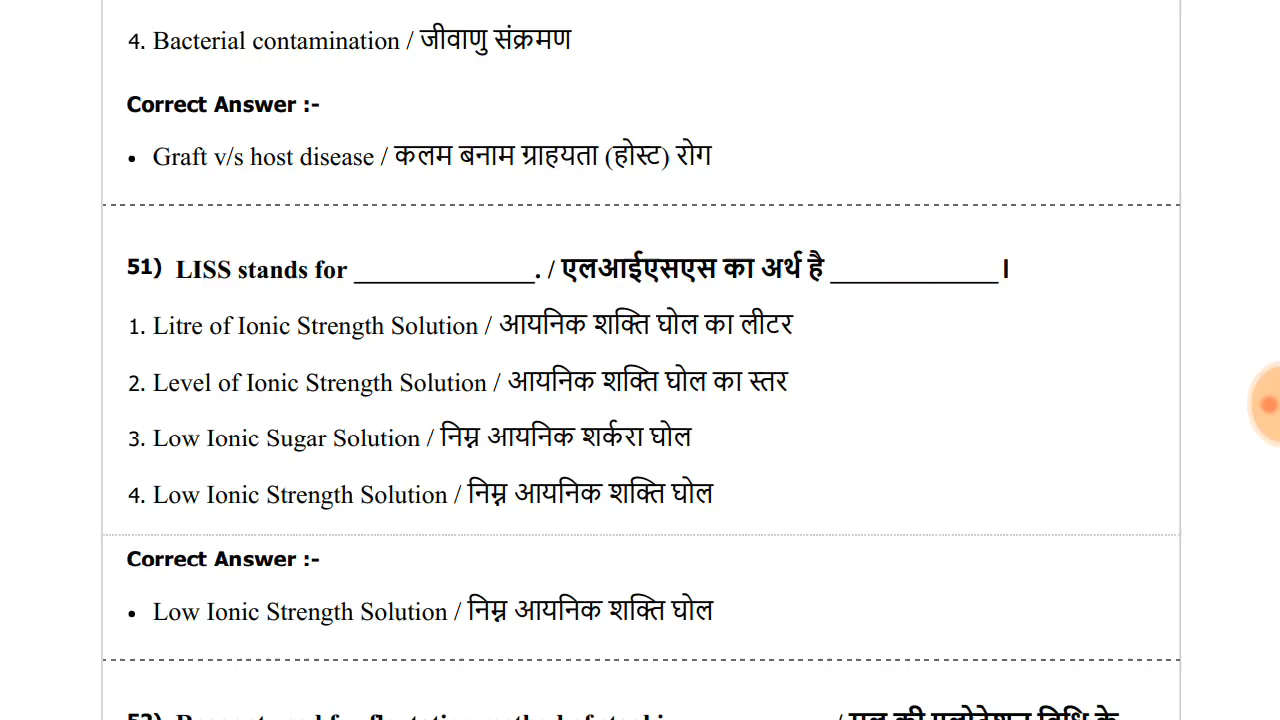 4. Bacterial contamination / जीवाणु संक्रमण
Correct Answer :-
• Graft v/s host disease / कलम बनाम ग्राहयता (होस्ट) रोग
51) LISS stands for ______________. / एलआईएसएस का अर्थ है _____________।
1. Litre of Ionic Strength Solution / आयनिक शक्ति घोल का लीटर
2. Level of Ionic Strength Solution / आयनिक शक्ति घोल का स्तर
3. Low Ionic Sugar Solution / निम्न आयनिक शर्करा घोल
4. Low Ionic Strength Solution / निम्न आयनिक शक्ति घोल
Correct Answer :-
• Low Ionic Strength Solution / निम्न आयनिक शक्ति घोल